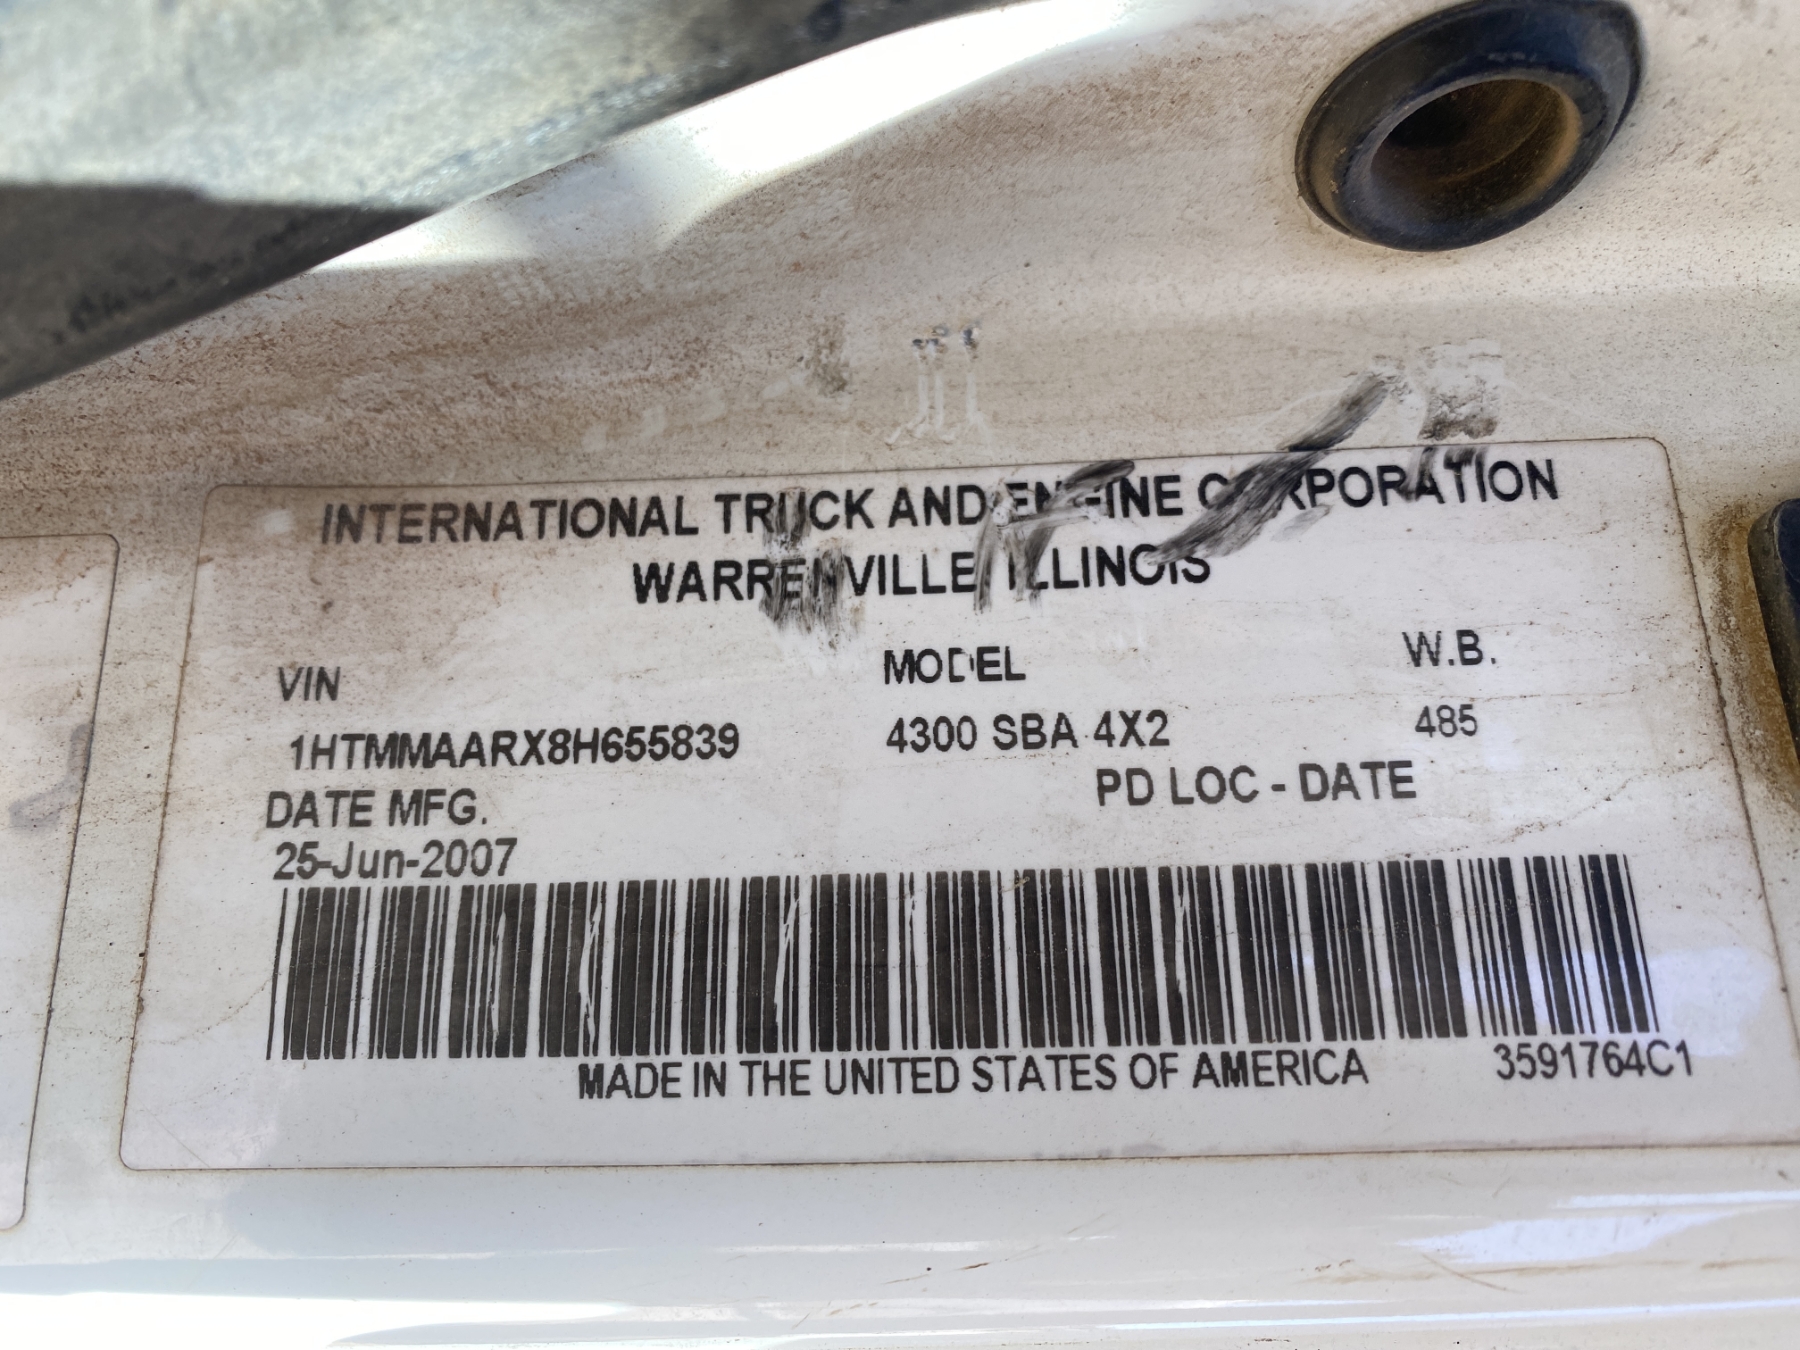 INTERNATIONAL TRUCK AND ENGINE CORPORATION
WARRENVILLE, ILLINOIS
VIN MODEL W.B.
1HTMMAARX8H655839 4300 SBA 4X2 485
DATE MFG. PD LOC - DATE
25-Jun-2007
MADE IN THE UNITED STATES OF AMERICA 3591764C1